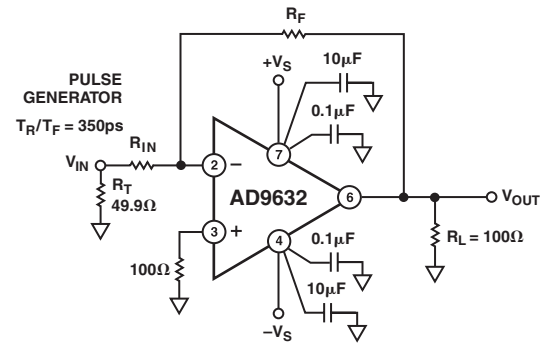 R_F
+V_S
10μF
PULSE
GENERATOR
0.1μF
T_R/T_F = 350ps
R_IN
V_IN
2
–
7
R_T
49.9Ω
AD9632
6
V_OUT
3
+
4
0.1μF
R_L = 100Ω
100Ω
10μF
–V_S